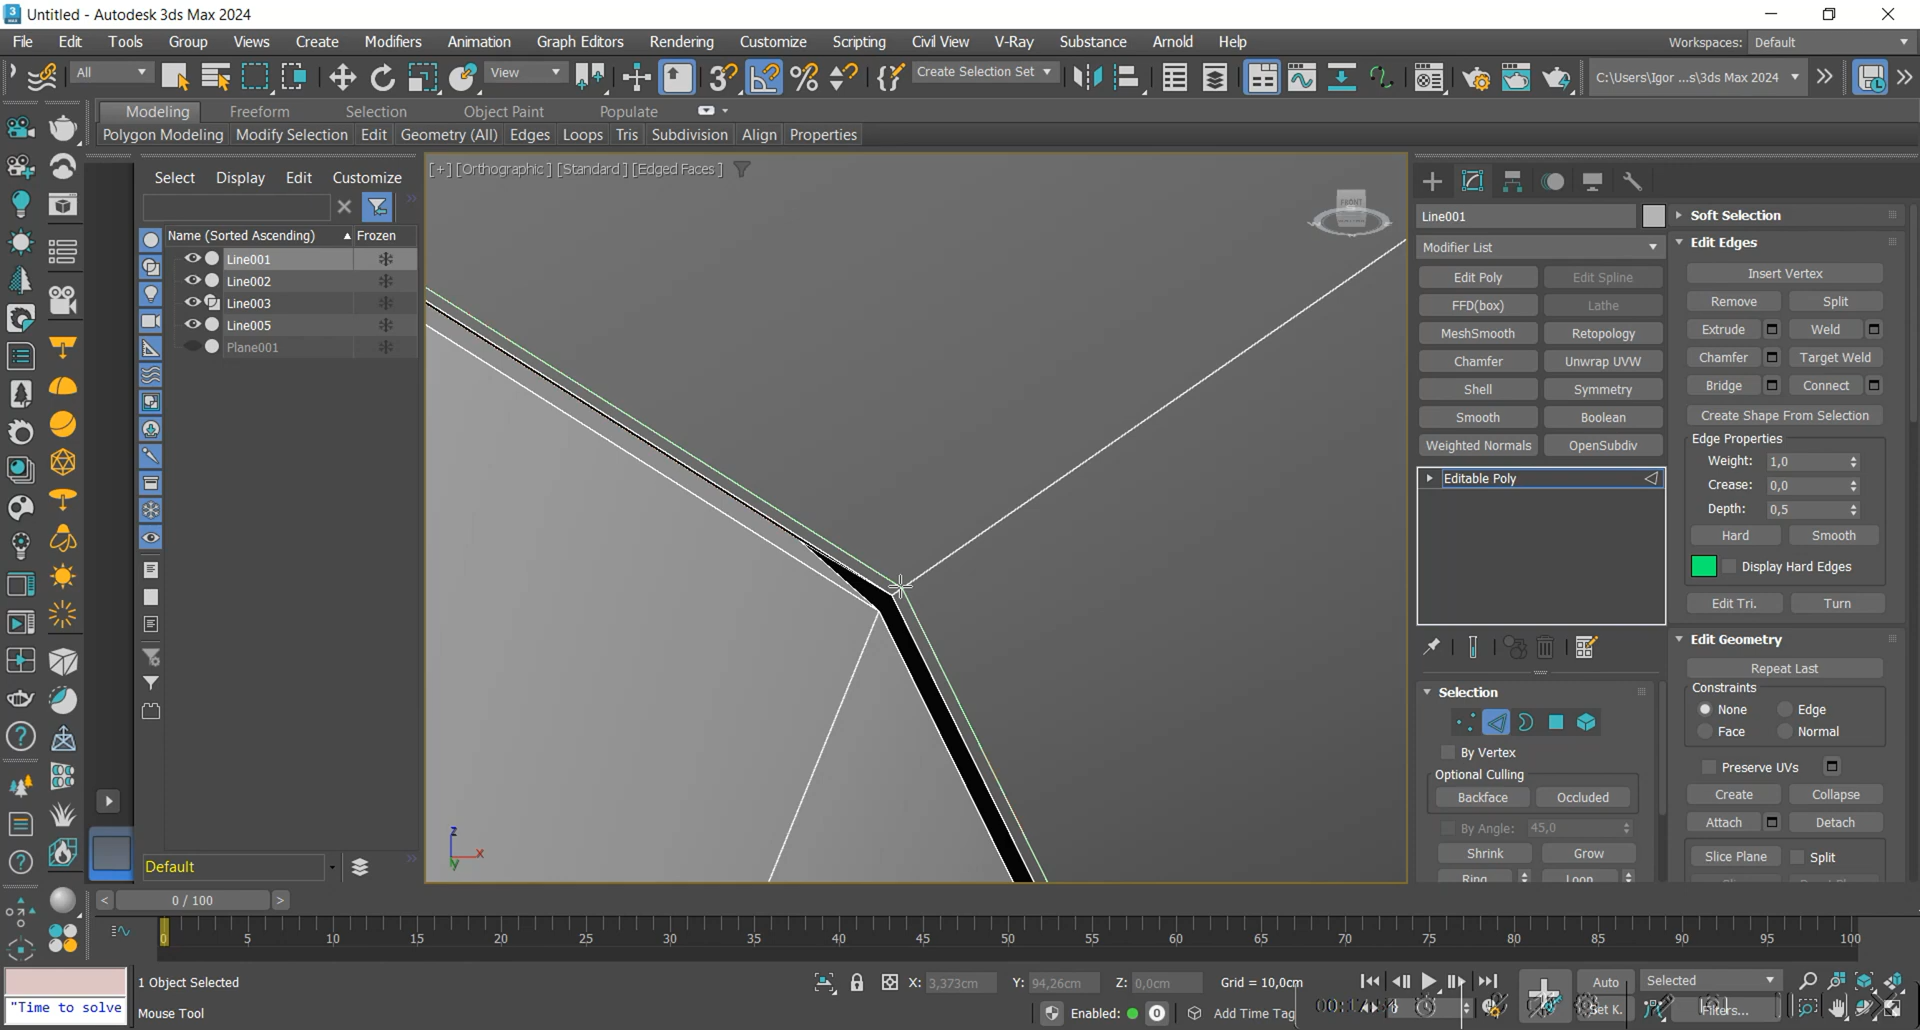 Untitled - Autodesk 3ds Max 2024
File Edit Tools Group Views Create Modifiers Animation Graph Editors Rendering Customize Scripting Civil View V-Ray Substance Arnold Help
Workspaces: Default
All
View
Create Selection Set
C:\Users\Igor ...s\3ds Max 2024
Modeling Freeform Selection Object Paint Populate
Polygon Modeling Modify Selection Edit Geometry (All) Edges Loops Tris Subdivision Align Properties
Select Display Edit Customize
Name (Sorted Ascending) Frozen
Line001
Line002
Line003
Line005
Plane001
Default
[+] [Orthographic ] [Standard ] [Edged Faces ]
FRONT
z
x
y
Line001
Modifier List
Edit Poly Edit Spline
FFD(box) Lathe
MeshSmooth Retopology
Chamfer Unwrap UVW
Shell Symmetry
Smooth Boolean
Weighted Normals OpenSubdiv
Editable Poly
Selection
By Vertex
Optional Culling
Backface Occluded
By Angle: 45,0
Shrink Grow
Ring Loop
Soft Selection
Edit Edges
Insert Vertex
Remove Split
Extrude Weld
Chamfer Target Weld
Bridge Connect
Create Shape From Selection
Edge Properties
Weight: 1,0
Crease: 0,0
Depth: 0,5
Hard Smooth
Display Hard Edges
Edit Tri. Turn
Edit Geometry
Repeat Last
Constraints
None Edge
Face Normal
Preserve UVs
Create Collapse
Attach Detach
Slice Plane Split
< 0 / 100 >
0 5 10 15 20 25 30 35 40 45 50 55 60 65 70 75 80 85 90 95 100
1 Object Selected
X: 3,373cm Y: 94,26cm Z: 0,0cm Grid = 10,0cm
Auto Selected
"Time to solve
Mouse Tool
Enabled: 0 Add Time Tag
Set K. Filters...